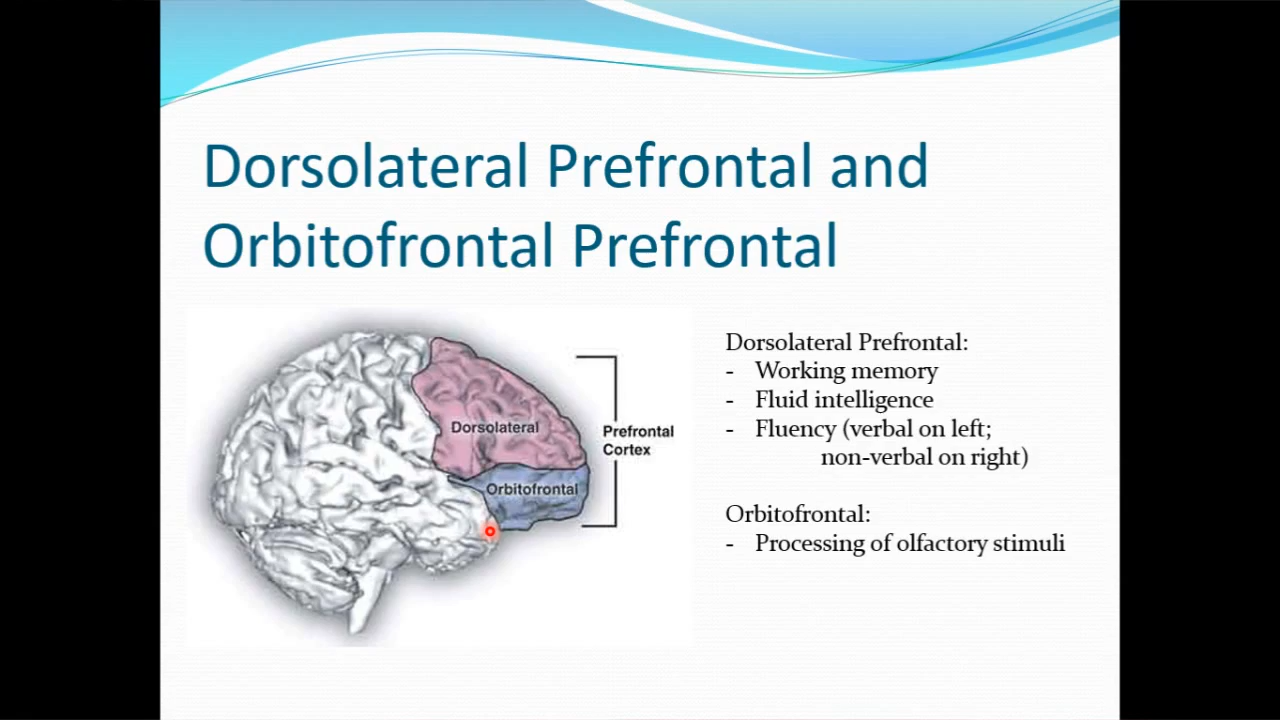 Dorsolateral Prefrontal and
Orbitofrontal Prefrontal
Dorsolateral
Orbitofrontal
Prefrontal
Cortex
Dorsolateral Prefrontal:
- Working memory
- Fluid intelligence
- Fluency (verbal on left;
non-verbal on right)
Orbitofrontal:
- Processing of olfactory stimuli